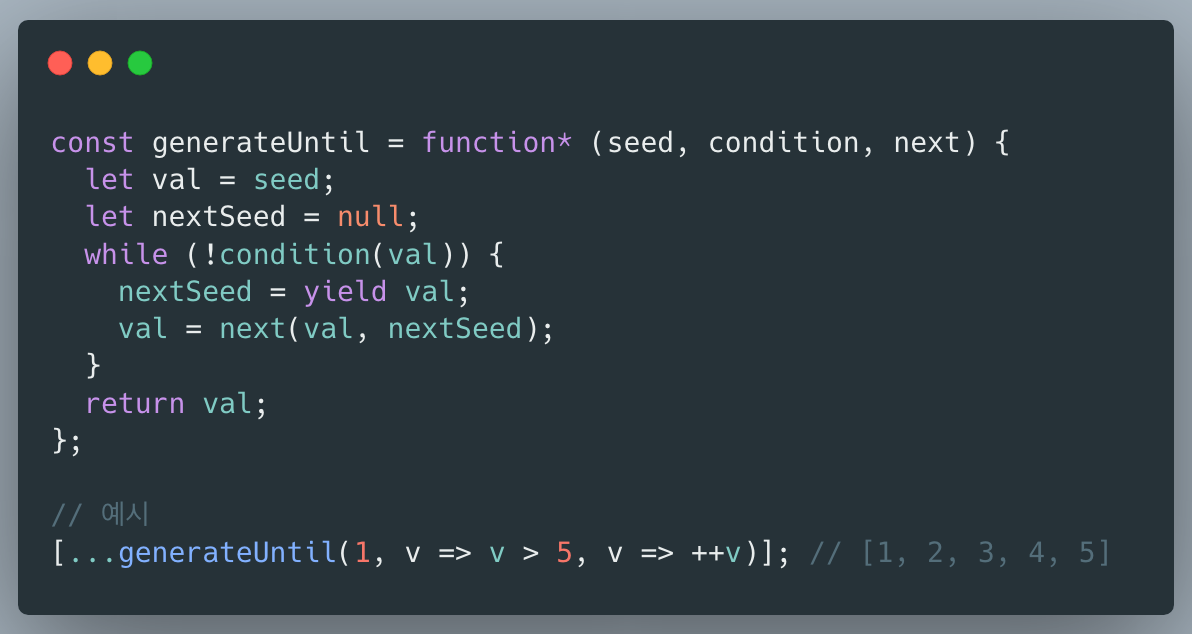 const generateUntil = function* (seed, condition, next) {
  let val = seed;
  let nextSeed = null;
  while (!condition(val)) {
    nextSeed = yield val;
    val = next(val, nextSeed);
  }
  return val;
};

// 예시
[...generateUntil(1, v => v > 5, v => ++v)]; // [1, 2, 3, 4, 5]